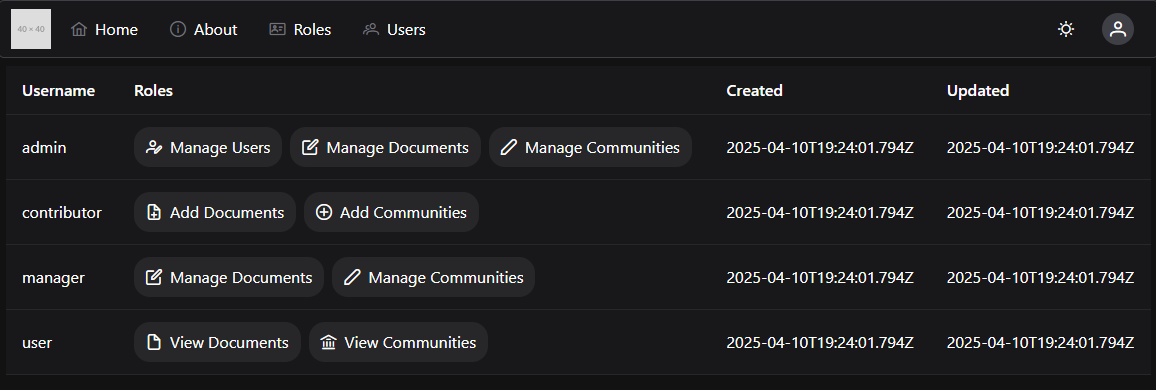 40 × 40 Home About Roles Users
Username Roles Created Updated
admin Manage Users Manage Documents Manage Communities 2025-04-10T19:24:01.794Z 2025-04-10T19:24:01.794Z
contributor Add Documents Add Communities 2025-04-10T19:24:01.794Z 2025-04-10T19:24:01.794Z
manager Manage Documents Manage Communities 2025-04-10T19:24:01.794Z 2025-04-10T19:24:01.794Z
user View Documents View Communities 2025-04-10T19:24:01.794Z 2025-04-10T19:24:01.794Z